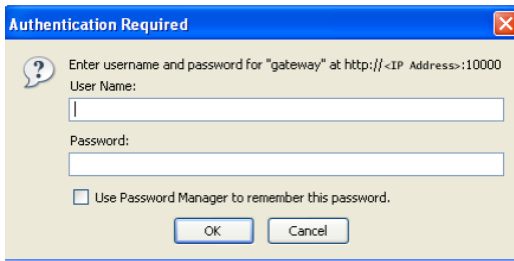 Authentication Required
Enter username and password for "gateway" at http://<IP Address>:10000
User Name:
Password:
Use Password Manager to remember this password.
OK
Cancel